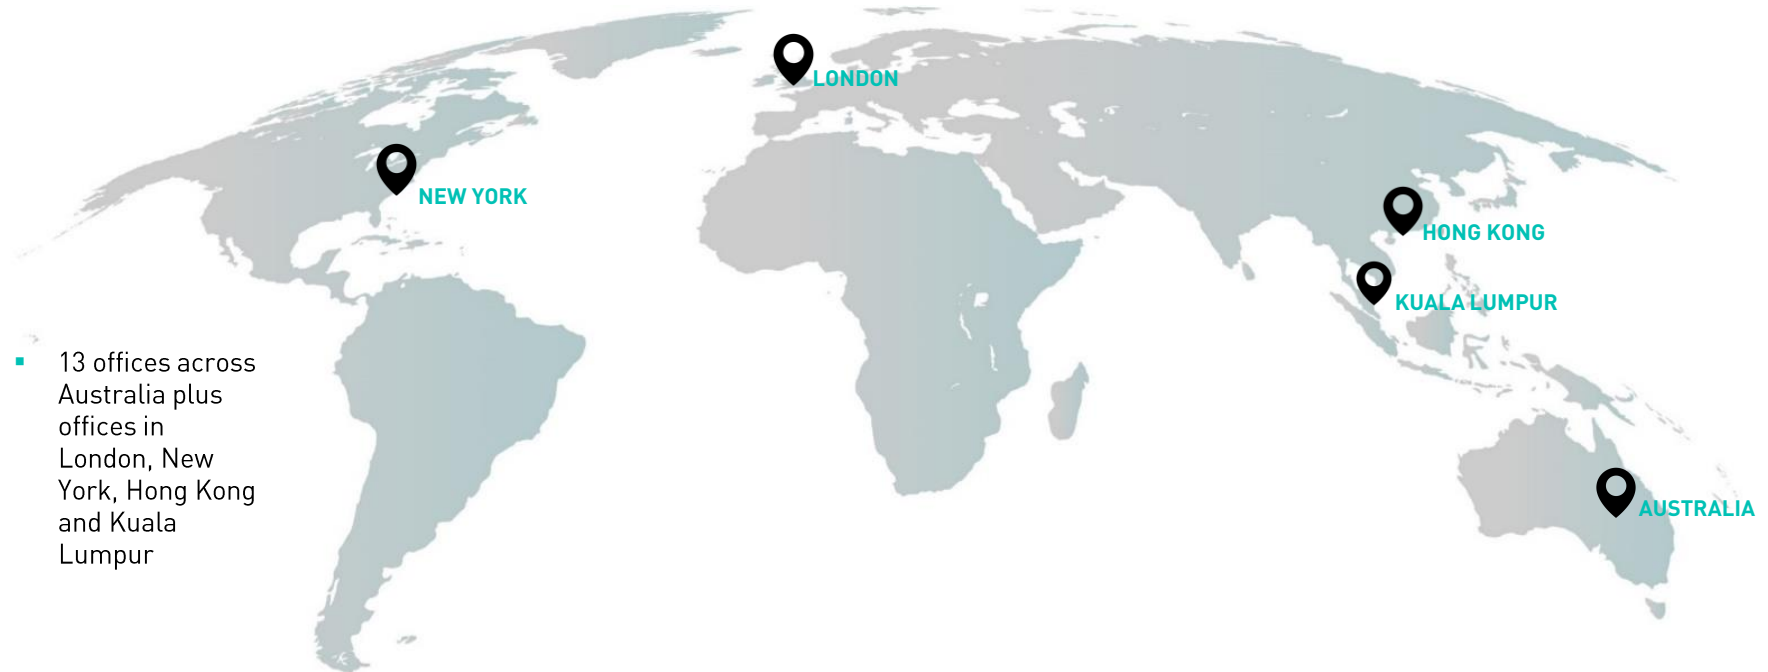 LONDON
NEW YORK
HONG KONG
KUALA LUMPUR
▪ 13 offices across
Australia plus
offices in
London, New
York, Hong Kong
and Kuala
Lumpur
AUSTRALIA